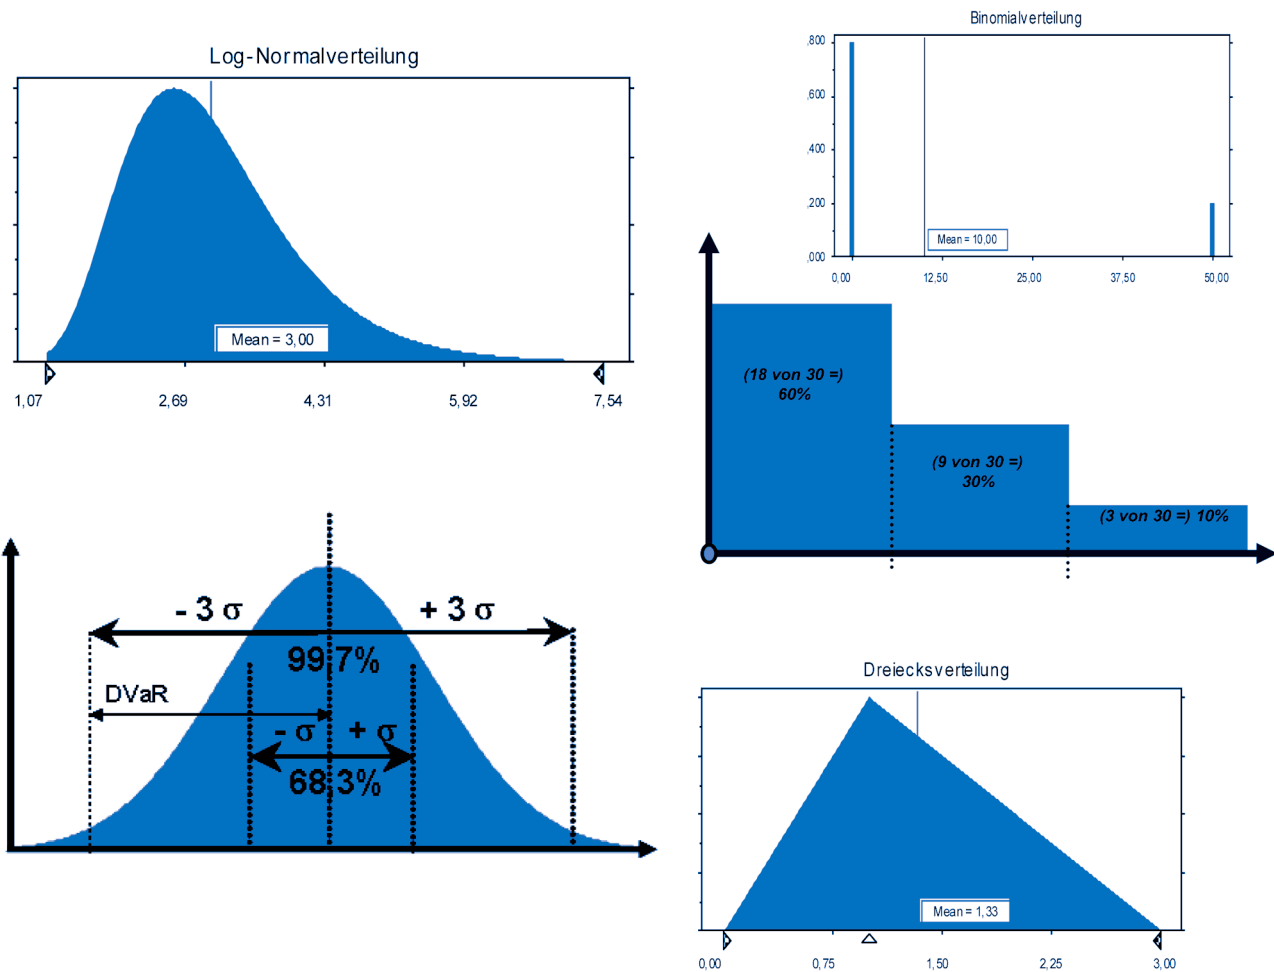 Log-Normalverteilung
Mean = 3,00
1,07 2,69 4,31 5,92 7,54
Binomialverteilung
,800
,600
,400
,200
,000
Mean = 10,00
0,00 12,50 25,00 37,50 50,00
(18 von 30 =)
60%
(9 von 30 =)
30%
(3 von 30 =) 10%
- 3 σ + 3 σ
99,7%
DVaR
- σ + σ
68,3%
Dreiecksverteilung
Mean = 1,33
0,00 0,75 1,50 2,25 3,00